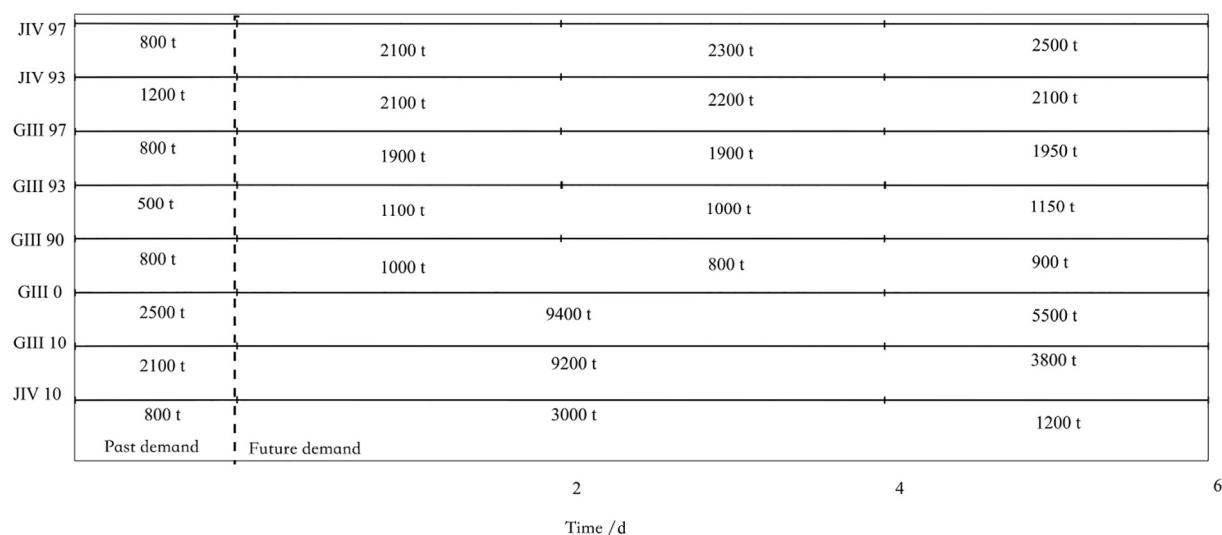 JIV 97
800 t 2100 t 2300 t 2500 t
JIV 93
1200 t 2100 t 2200 t 2100 t
GIII 97
800 t 1900 t 1900 t 1950 t
GIII 93
500 t 1100 t 1000 t 1150 t
GIII 90
800 t 1000 t 800 t 900 t
GIII 0
2500 t 9400 t 5500 t
GIII 10
2100 t 9200 t 3800 t
JIV 10
800 t 3000 t 1200 t
Past demand Future demand
2 4 6
Time /d